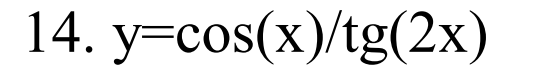 14. y=cos(x)/tg(2x)